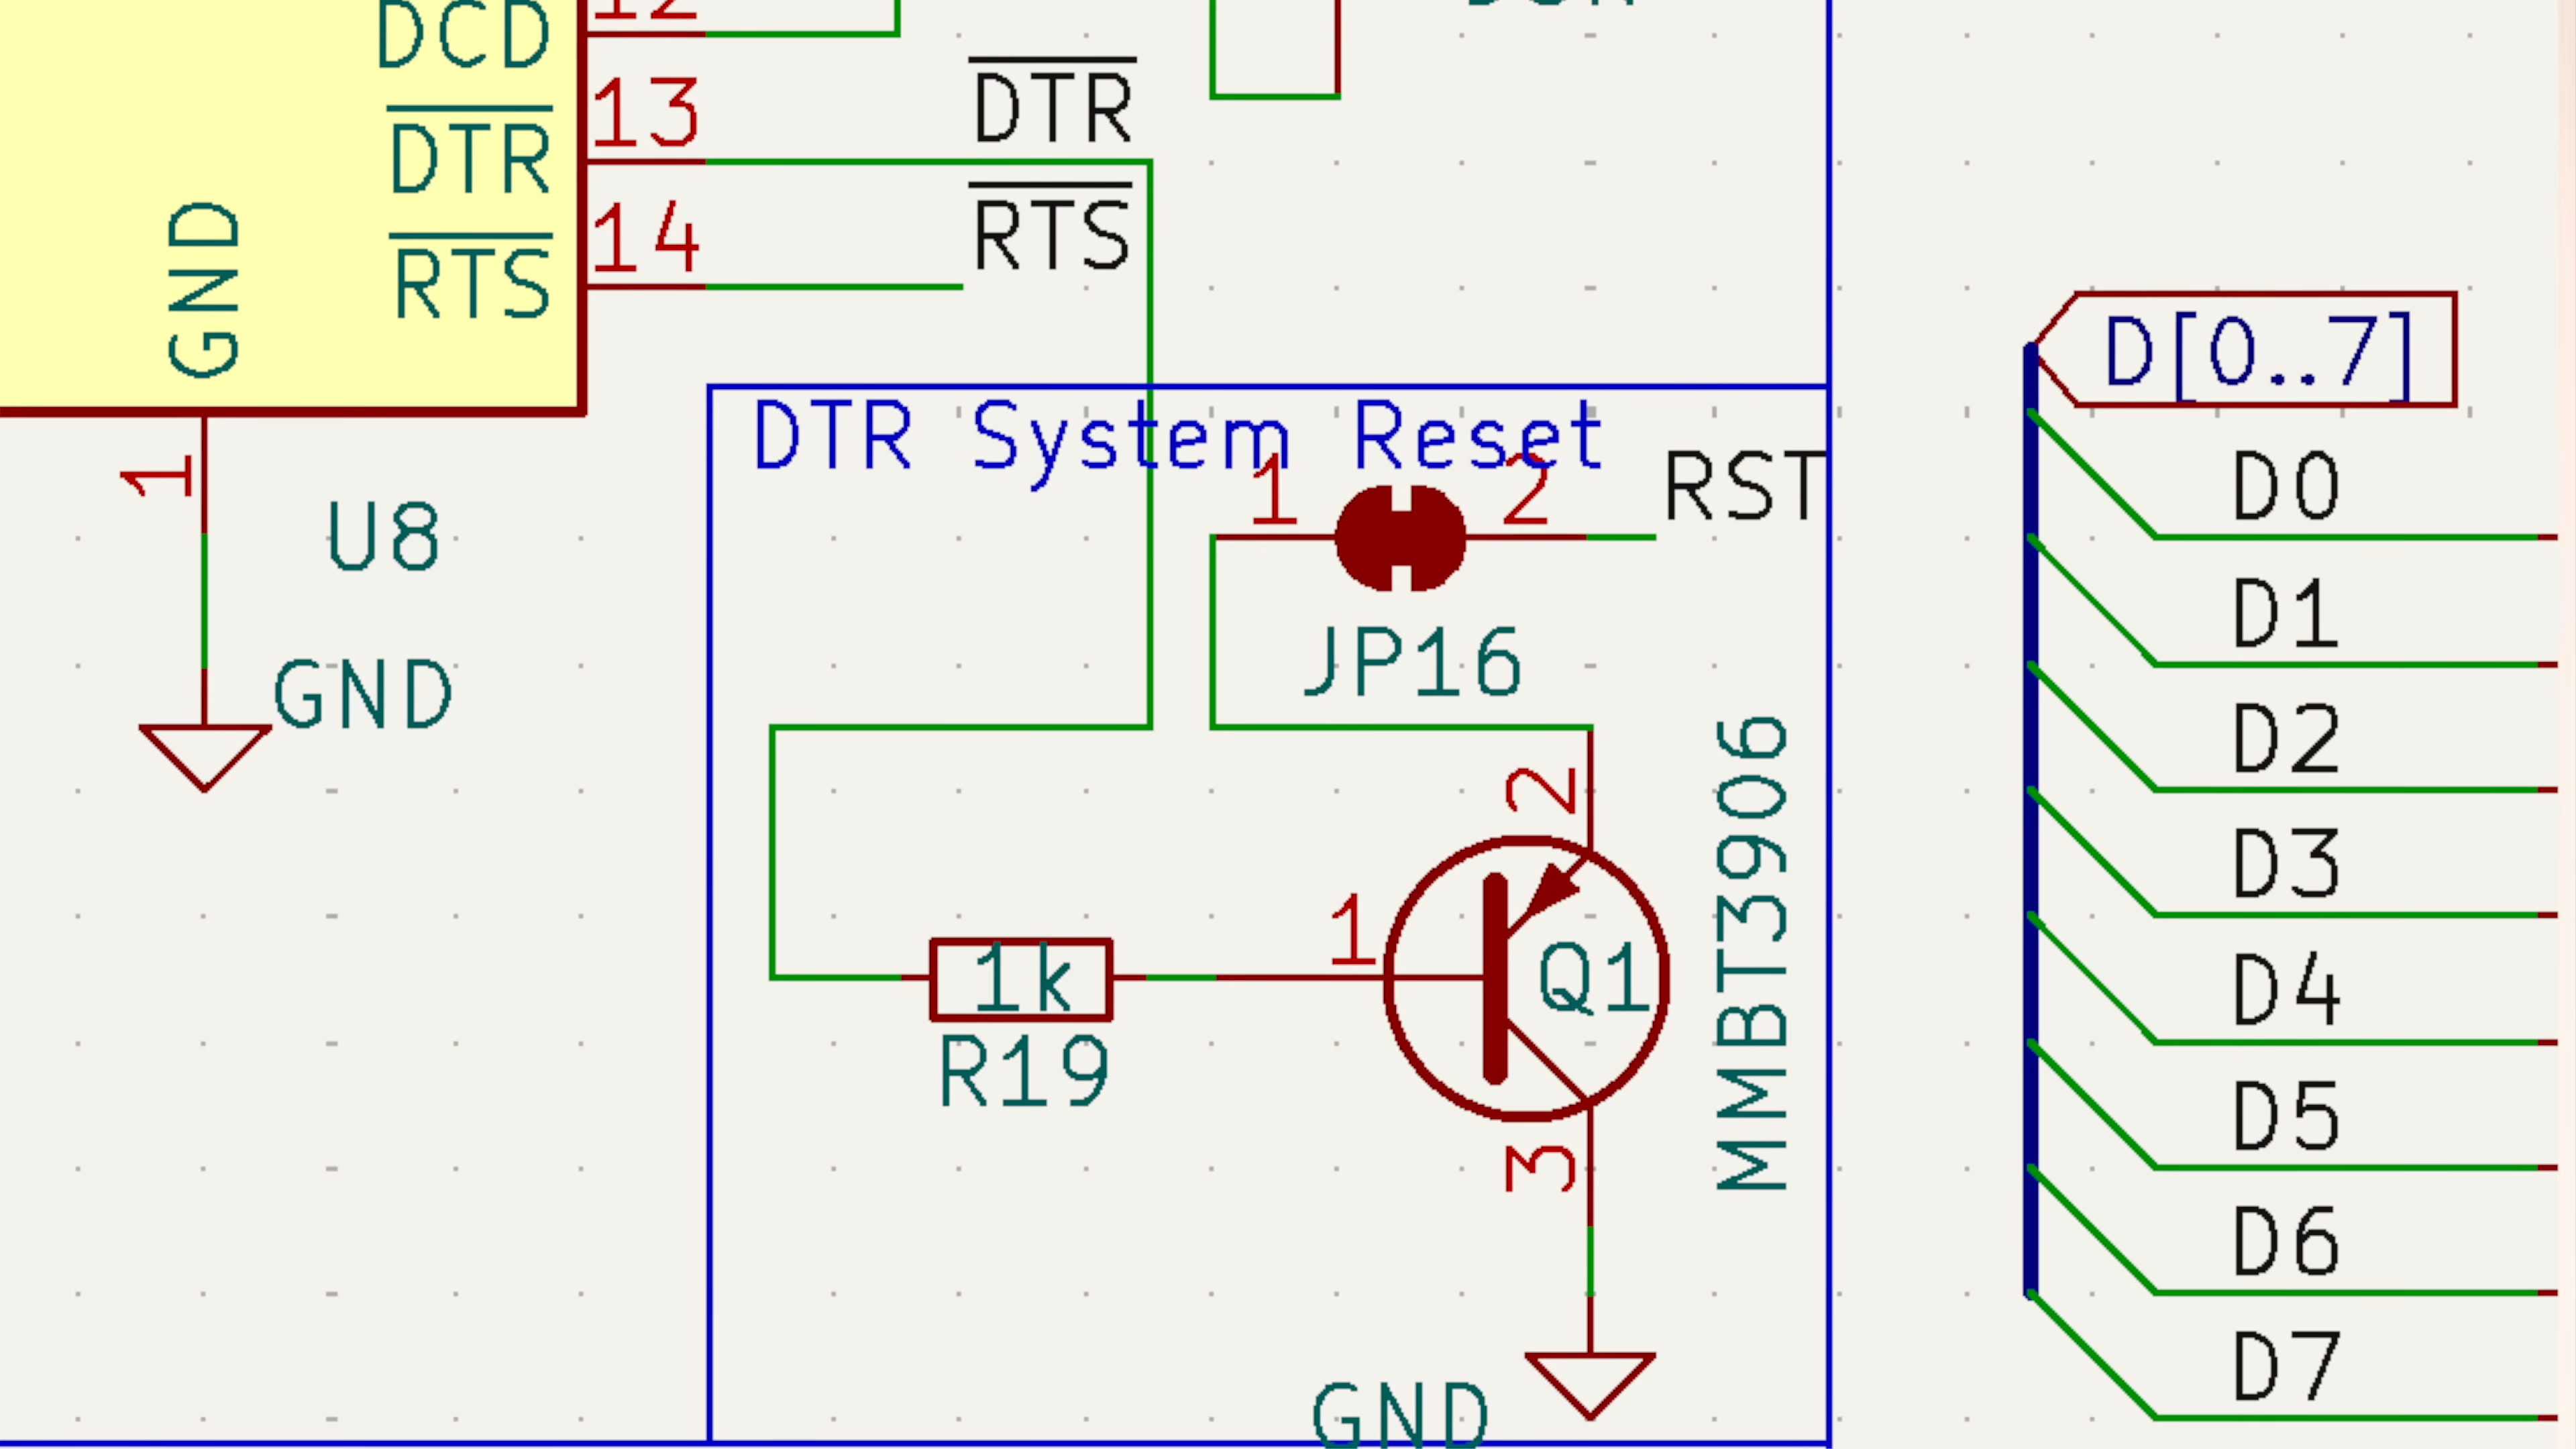 DCD
12
DTR
13
DTR
RTS
14
RTS
GND
1
U8
GND
DTR System Reset
1
2
RST
JP16
2
1
1k
R19
Q1
MMBT3906
3
GND
D[0..7]
D0
D1
D2
D3
D4
D5
D6
D7